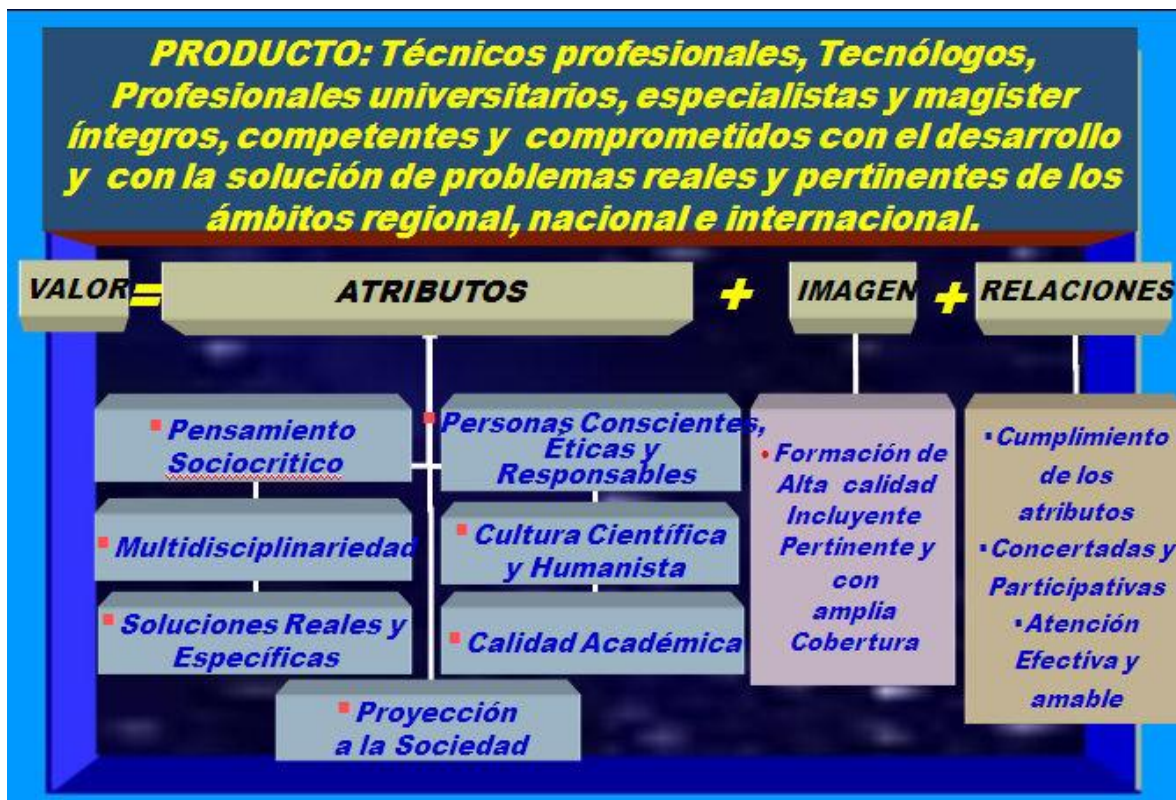 PRODUCTO: Técnicos profesionales, Tecnólogos,
Profesionales universitarios, especialistas y magister
íntegros, competentes y comprometidos con el desarrollo
y con la solución de problemas reales y pertinentes de los
ámbitos regional, nacional e internacional.
VALOR = ATRIBUTOS + IMAGEN + RELACIONES
Pensamiento
Sociocritico
Multidisciplinariedad
Soluciones Reales y
Específicas
Personas Conscientes,
Éticas y
Responsables
Cultura Científica
y Humanista
Calidad Académica
Proyección
a la Sociedad
Formación de
Alta calidad
Incluyente
Pertinente y
con
amplia
Cobertura
Cumplimiento
de los
atributos
Concertadas y
Participativas
Atención
Efectiva y
amable